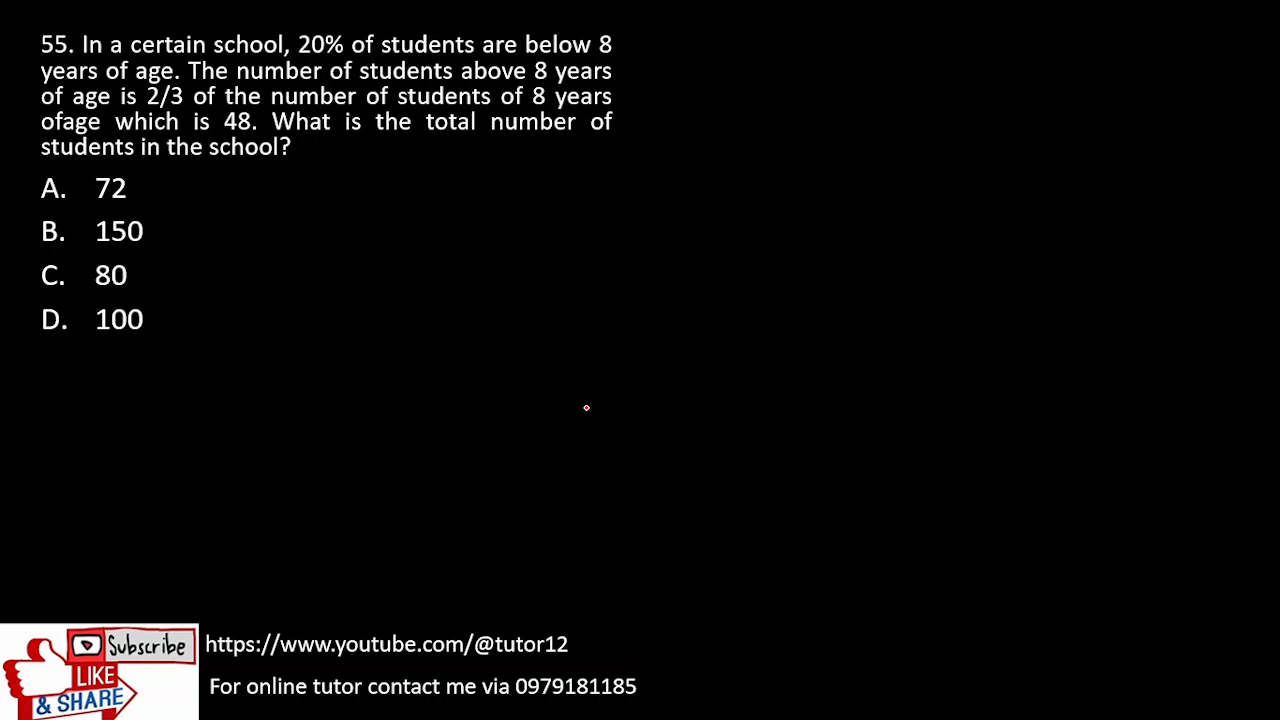 55. In a certain school, 20% of students are below 8
years of age. The number of students above 8 years
of age is 2/3 of the number of students of 8 years
ofage which is 48. What is the total number of
students in the school?
A. 72
B. 150
C. 80
D. 100
Subscribe
LIKE
& SHARE
https://www.youtube.com/@tutor12
For online tutor contact me via 0979181185